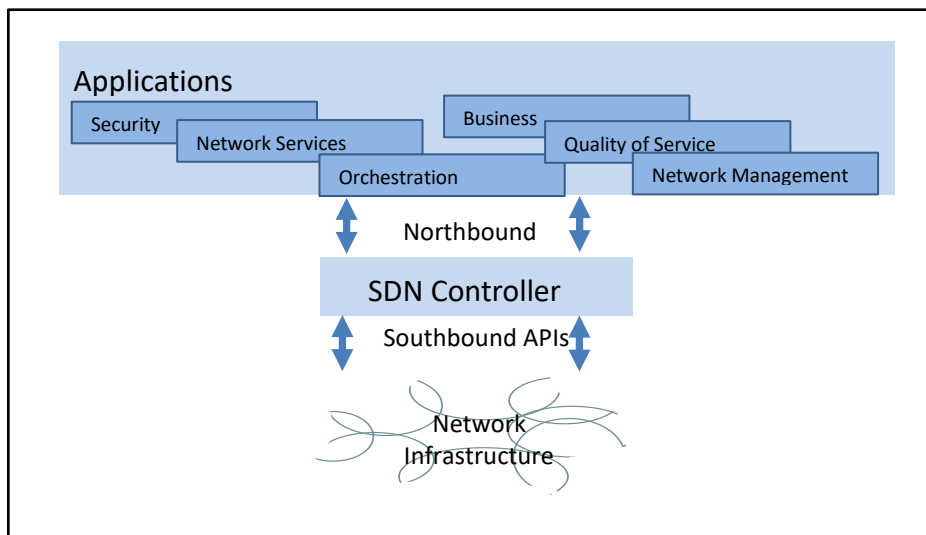 Applications
Security
Network Services
Orchestration
Business
Quality of Service
Network Management
Northbound
SDN Controller
Southbound APIs
Network
Infrastructure